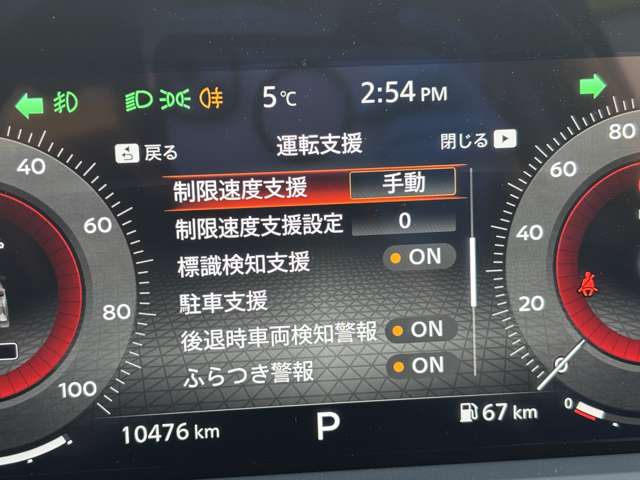 5℃ 2:54 PM
戻る 運転支援 閉じる
制限速度支援 手動
制限速度支援設定 0
標識検知支援 ON
駐車支援
後退時車両検知警報 ON
ふらつき警報 ON
40
60
80
100
80
60
40
20
0
0
10476 km P 67 km